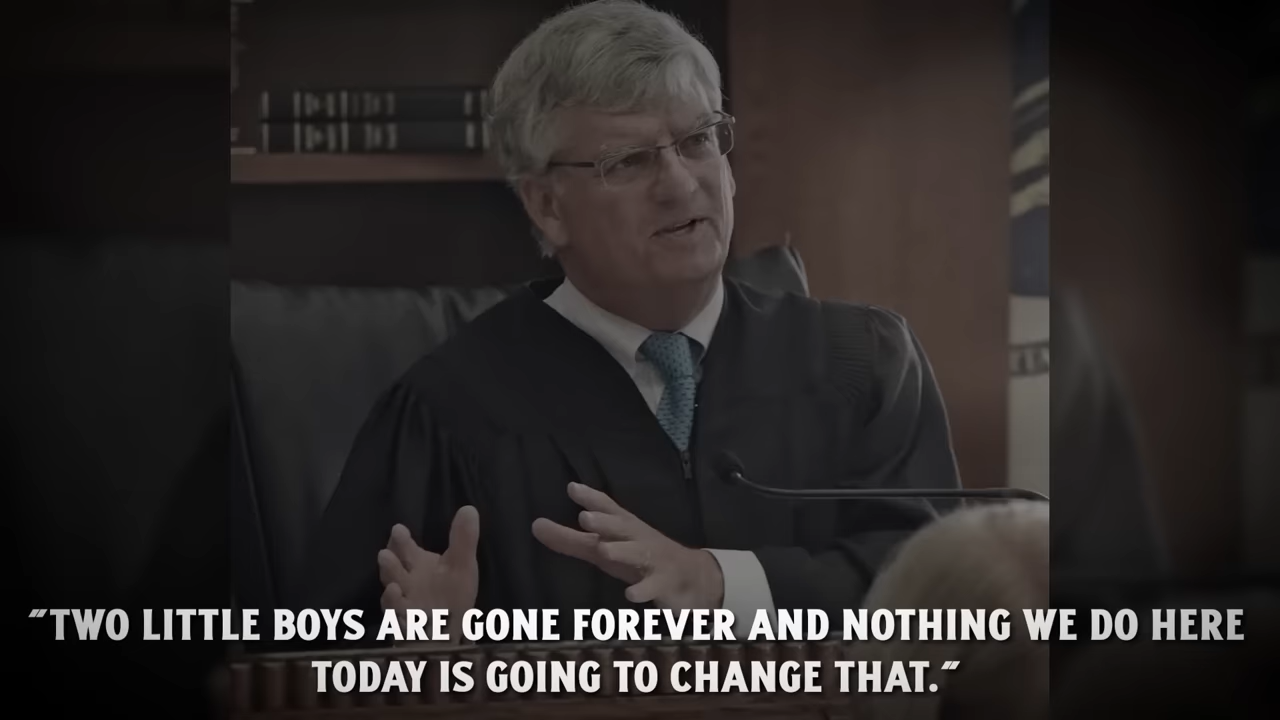 "TWO LITTLE BOYS ARE GONE FOREVER AND NOTHING WE DO HERE
TODAY IS GOING TO CHANGE THAT."